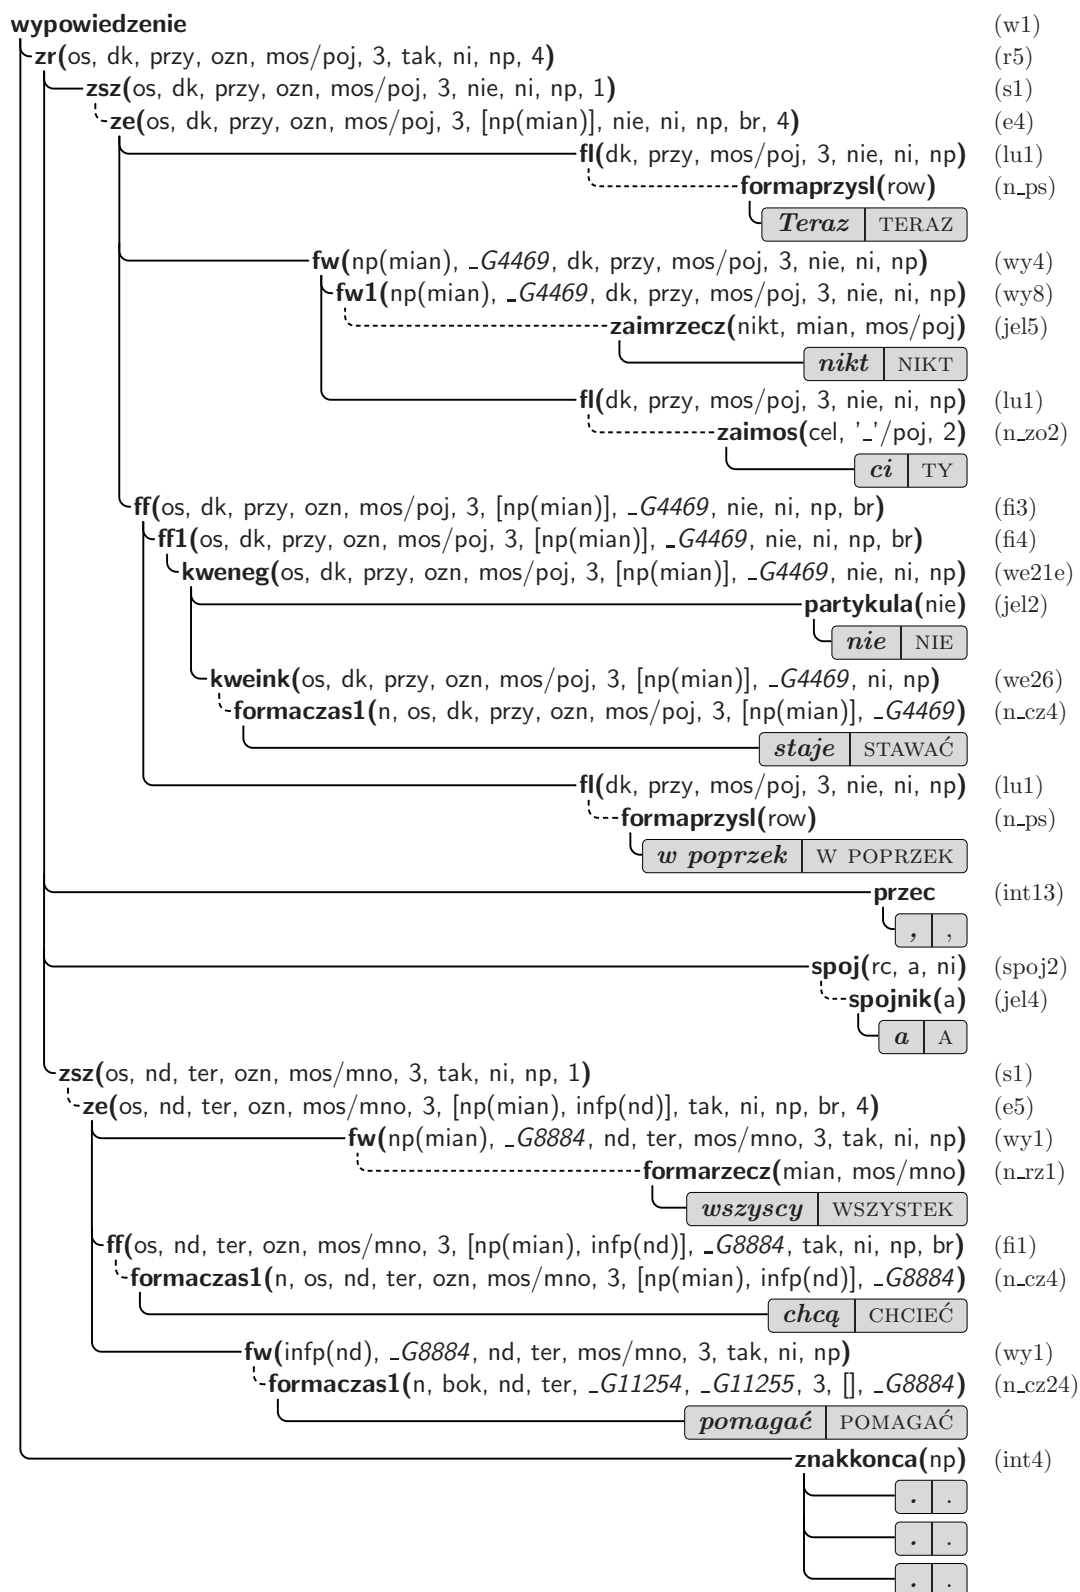 wypowiedzenie (w1)
zr(os, dk, przy, ozn, mos/poj, 3, tak, ni, np, 4) (r5)
zsz(os, dk, przy, ozn, mos/poj, 3, nie, ni, np, 1) (s1)
ze(os, dk, przy, ozn, mos/poj, 3, [np(mian)], nie, ni, np, br, 4) (e4)
fl(dk, przy, mos/poj, 3, nie, ni, np) (lu1)
formaprzysl(row) (n_ps)
Teraz TERAZ
fw(np(mian), _G4469, dk, przy, mos/poj, 3, nie, ni, np) (wy4)
fw1(np(mian), _G4469, dk, przy, mos/poj, 3, nie, ni, np) (wy8)
zaimrzecz(nikt, mian, mos/poj) (jel5)
nikt NIKT
fl(dk, przy, mos/poj, 3, nie, ni, np) (lu1)
zaimos(cel, '_'/poj, 2) (n_zo2)
ci TY
ff(os, dk, przy, ozn, mos/poj, 3, [np(mian)], _G4469, nie, ni, np, br) (fi3)
ff1(os, dk, przy, ozn, mos/poj, 3, [np(mian)], _G4469, nie, ni, np, br) (fi4)
kweneg(os, dk, przy, ozn, mos/poj, 3, [np(mian)], _G4469, nie, ni, np) (we21e)
partykula(nie) (jel2)
nie NIE
kweink(os, dk, przy, ozn, mos/poj, 3, [np(mian)], _G4469, ni, np) (we26)
formaczas1(n, os, dk, przy, ozn, mos/poj, 3, [np(mian)], _G4469) (n_cz4)
staje STAWAĆ
fl(dk, przy, mos/poj, 3, nie, ni, np) (lu1)
formaprzysl(row) (n_ps)
w poprzek W POPRZEK
przec (int13)
, ,
spoj(rc, a, ni) (spoj2)
spojnik(a) (jel4)
a A
zsz(os, nd, ter, ozn, mos/mno, 3, tak, ni, np, 1) (s1)
ze(os, nd, ter, ozn, mos/mno, 3, [np(mian), infp(nd)], tak, ni, np, br, 4) (e5)
fw(np(mian), _G8884, nd, ter, mos/mno, 3, tak, ni, np) (wy1)
formarzecz(mian, mos/mno) (n_rz1)
wszyscy WSZYSTEK
ff(os, nd, ter, ozn, mos/mno, 3, [np(mian), infp(nd)], _G8884, tak, ni, np, br) (fi1)
formaczas1(n, os, nd, ter, ozn, mos/mno, 3, [np(mian), infp(nd)], _G8884) (n_cz4)
chcą CHCIEĆ
fw(infp(nd), _G8884, nd, ter, mos/mno, 3, tak, ni, np) (wy1)
formaczas1(n, bok, nd, ter, _G11254, _G11255, 3, [], _G8884) (n_cz24)
pomagać POMAGAĆ
znakkonca(np) (int4)
. .
. .
. .